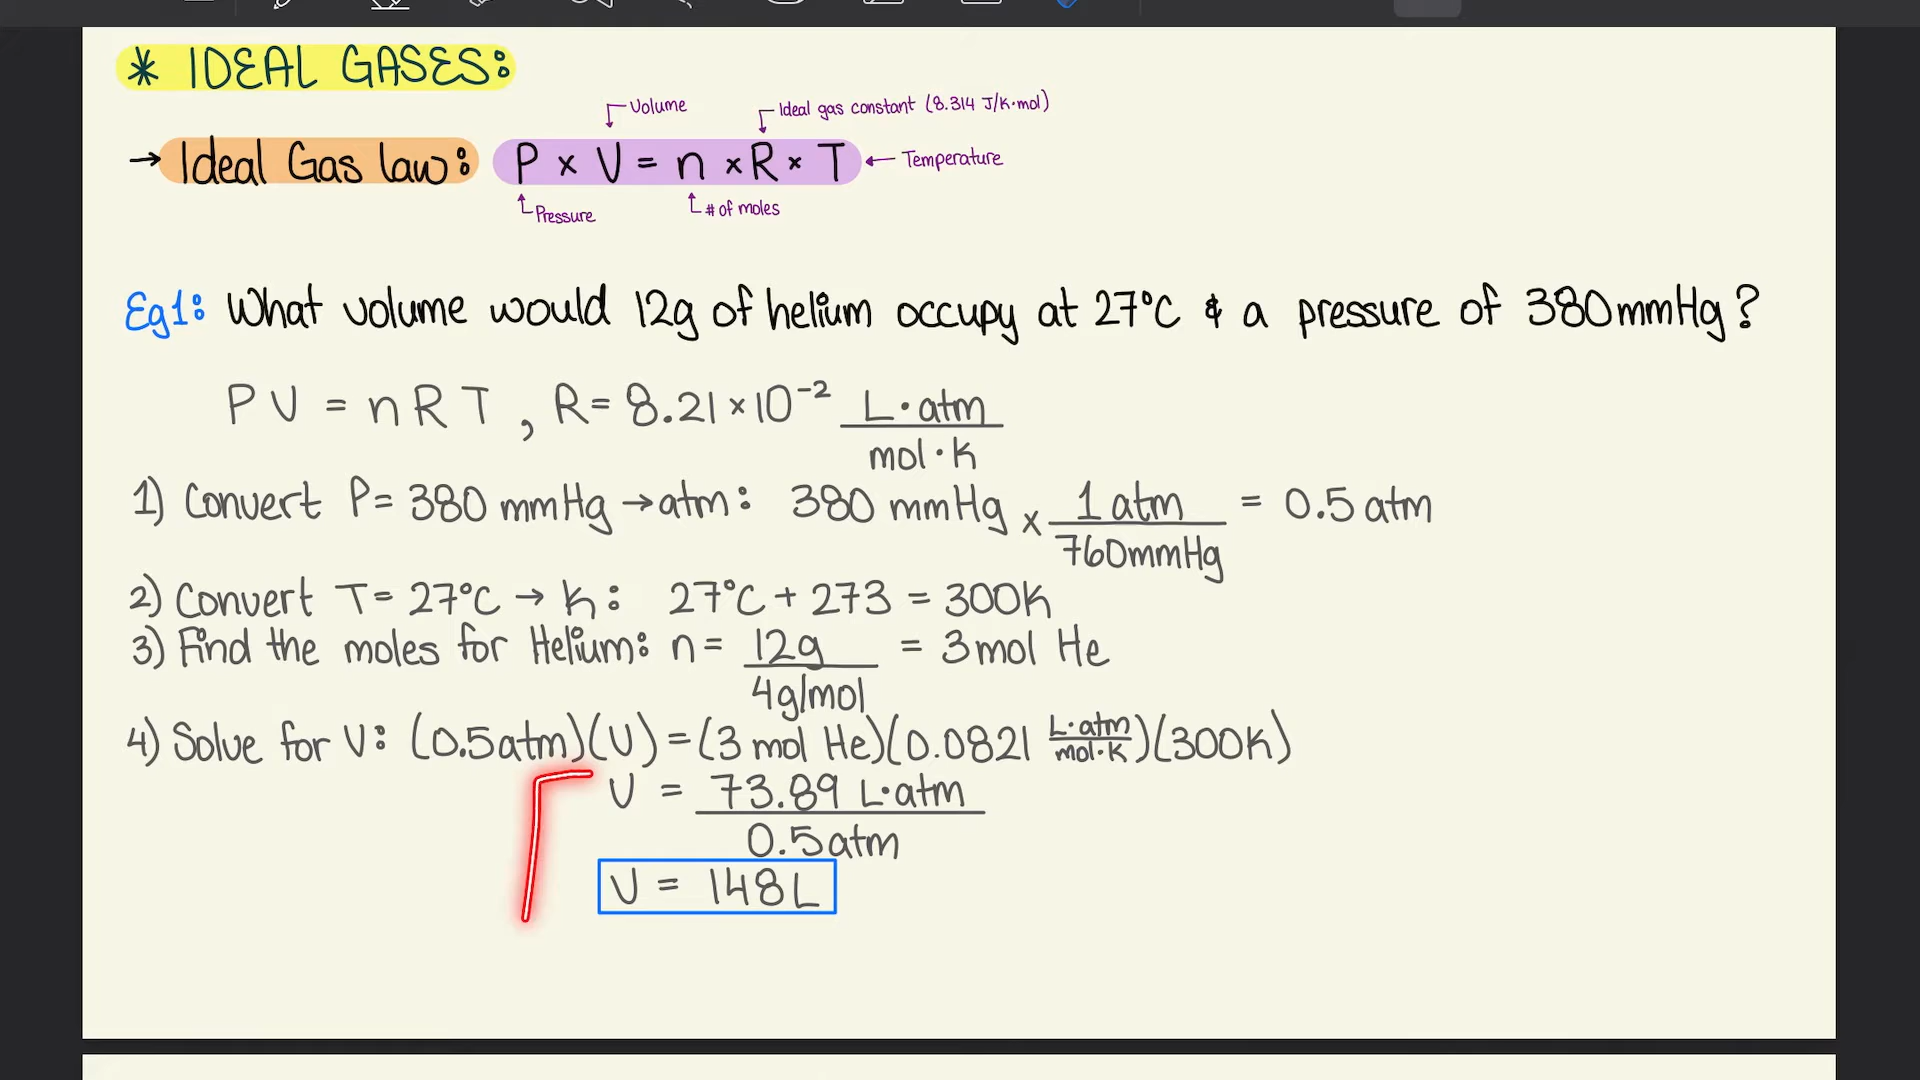 * IDEAL GASES:
Volume
Ideal gas constant (8.314 J/K·mol)
→ Ideal Gas law: P × V = n × R × T ← Temperature
Pressure
# of moles
Eg1: What volume would 12g of helium occupy at 27°C & a pressure of 380mmHg?
PV = nRT, R = 8.21×10⁻² L·atm
mol·K
1) Convert P= 380 mmHg → atm: 380 mmHg × 1 atm = 0.5 atm
760mmHg
2) Convert T= 27°C → K: 27°C + 273 = 300K
3) Find the moles for Helium: n = 12g = 3mol He
4g/mol
4) Solve for V: (0.5atm)(V) = (3 mol He)(0.0821 L·atm/mol·K)(300K)
V = 73.89 L·atm
0.5atm
V = 148L